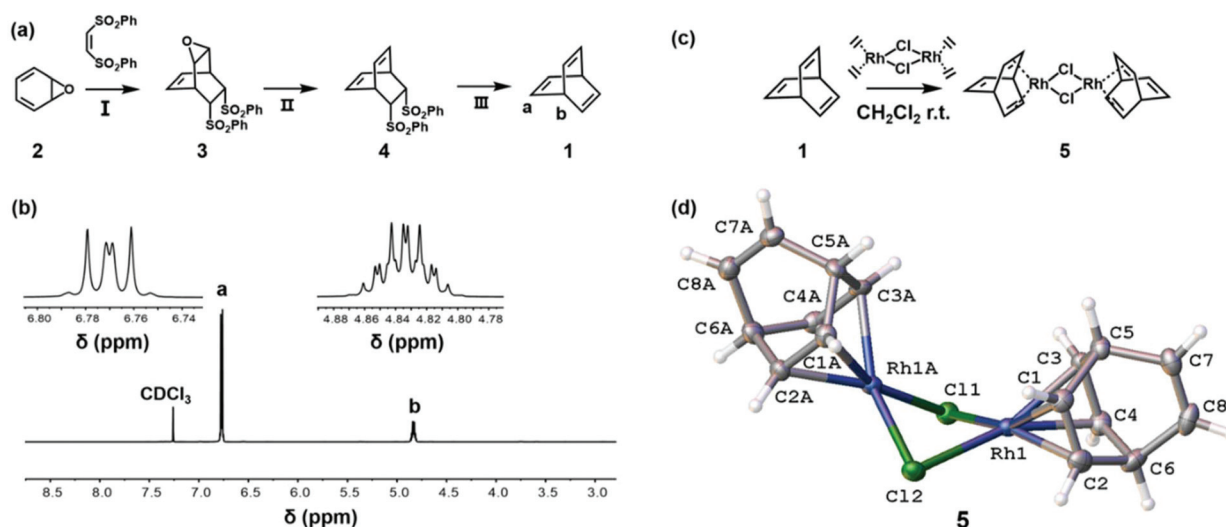 (a)
SO₂Ph
SO₂Ph
O
I
2
O
SO₂Ph
SO₂Ph
3
II
SO₂Ph
SO₂Ph
4
III
a
b
1
(c)
Cl
Rh Rh
Cl
CH₂Cl₂ r.t.
1
Cl
Rh Rh
Cl
5
(b)
6.80 6.78 6.76 6.74
δ (ppm)
4.88 4.86 4.84 4.82 4.80 4.78
δ (ppm)
a
CDCl₃
b
8.5 8.0 7.5 7.0 6.5 6.0 5.5 5.0 4.5 4.0 3.5 3.0
δ (ppm)
(d)
C7A
C5A
C8A
C4A
C3A
C6A
C1A
C2A
Rh1A
Cl1
Cl2
Rh1
C1
C3
C5
C7
C4
C8
C2
C6
5